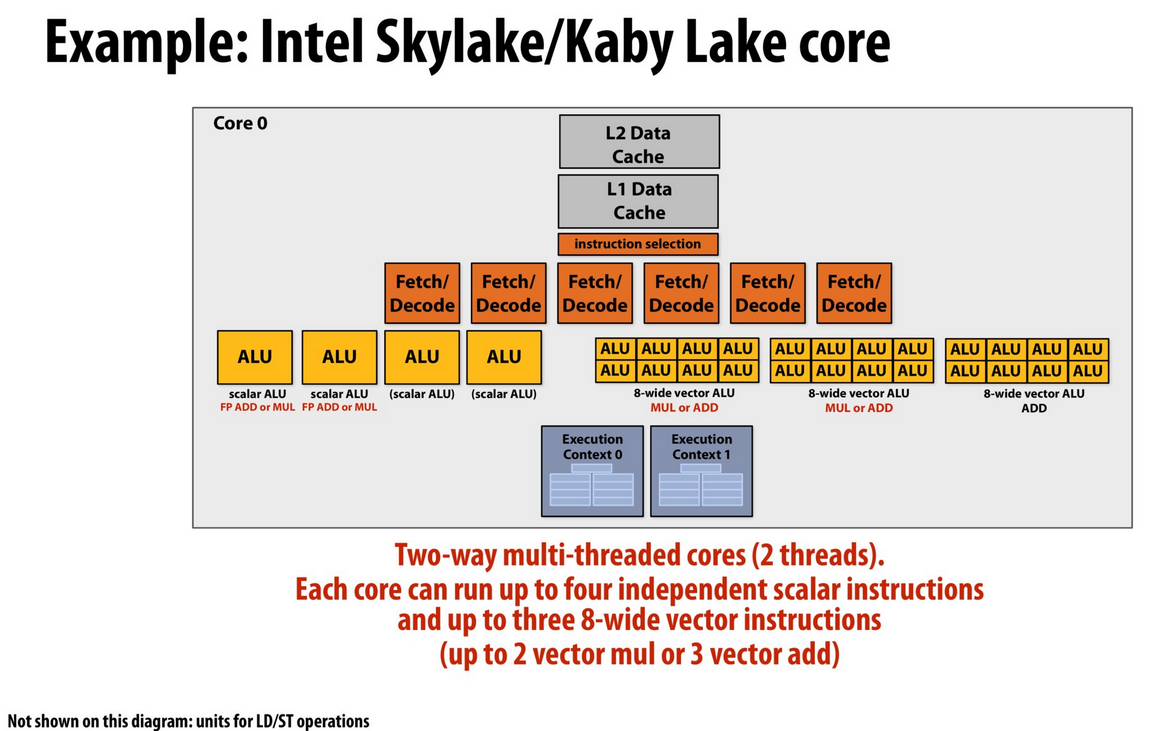 Example: Intel Skylake/Kaby Lake core
Core 0
L2 Data
Cache
L1 Data
Cache
instruction selection
Fetch/
Decode
Fetch/
Decode
Fetch/
Decode
Fetch/
Decode
Fetch/
Decode
Fetch/
Decode
ALU
scalar ALU
FP ADD or MUL
ALU
scalar ALU
FP ADD or MUL
ALU
(scalar ALU)
ALU
(scalar ALU)
ALU ALU ALU ALU
ALU ALU ALU ALU
8-wide vector ALU
MUL or ADD
ALU ALU ALU ALU
ALU ALU ALU ALU
8-wide vector ALU
MUL or ADD
ALU ALU ALU ALU
ALU ALU ALU ALU
8-wide vector ALU
ADD
Execution
Context 0
Execution
Context 1
Two-way multi-threaded cores (2 threads).
Each core can run up to four independent scalar instructions
and up to three 8-wide vector instructions
(up to 2 vector mul or 3 vector add)
Not shown on this diagram: units for LD/ST operations